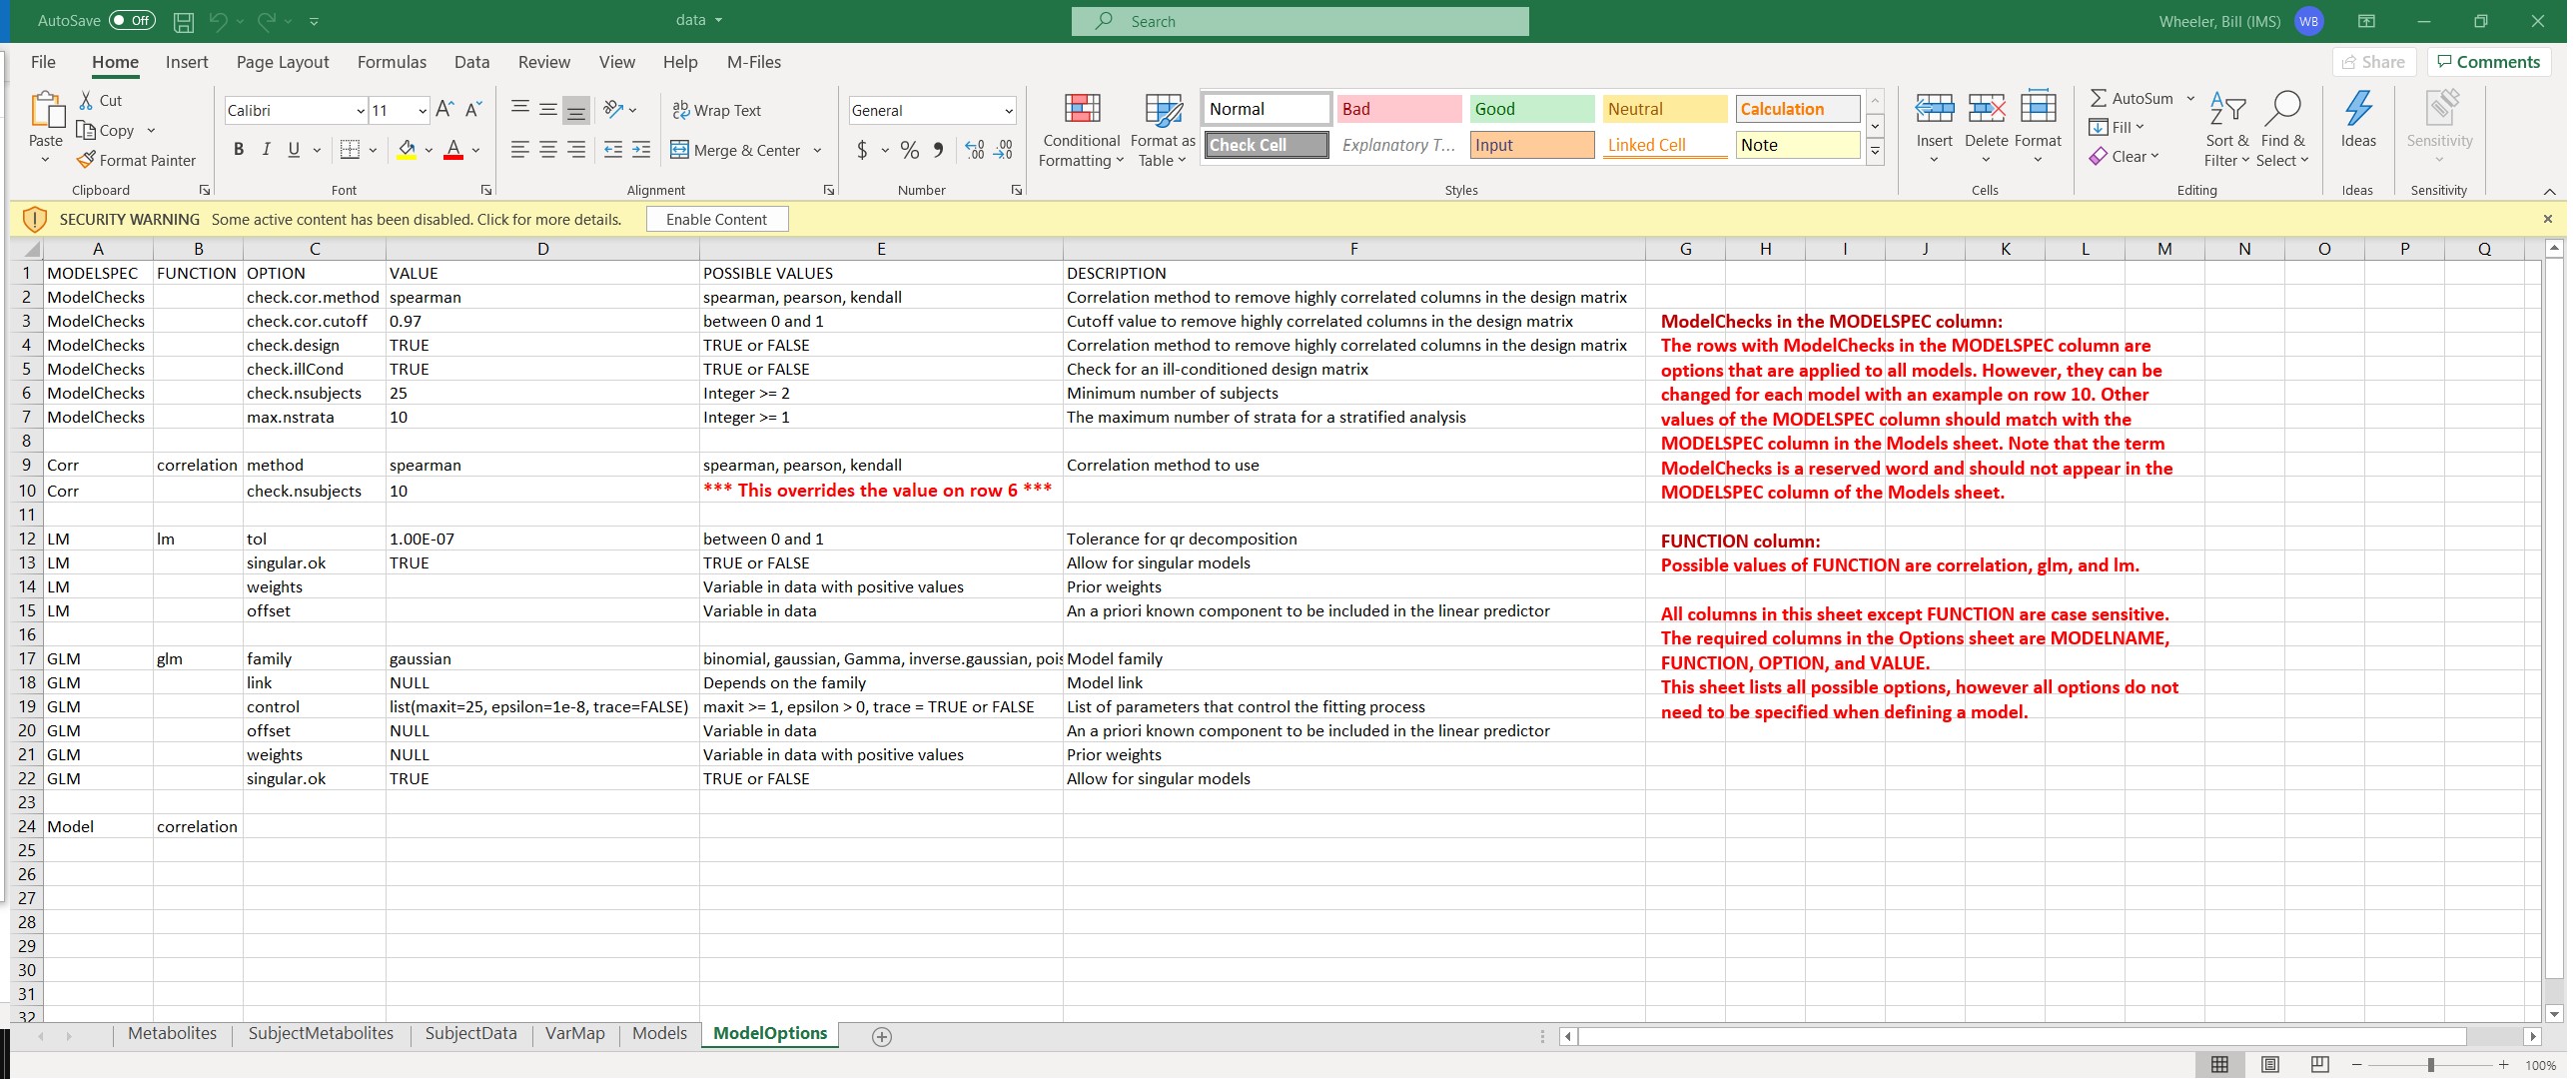 AutoSave Off data Search Wheeler, Bill (IMS) WB
File Home Insert Page Layout Formulas Data Review View Help M-Files Share Comments
Paste Cut Copy Format Painter Clipboard
Calibri 11 B I U A Font
Wrap Text Merge & Center Alignment
General $ % Number
Conditional Formatting Format as Table
Normal Bad Good Neutral Calculation
Check Cell Explanatory T... Input Linked Cell Note
Styles
Insert Delete Format Cells
AutoSum Fill Clear Sort & Filter Find & Select Editing
Ideas Ideas
Sensitivity Sensitivity
SECURITY WARNING Some active content has been disabled. Click for more details. Enable Content
A B C D E F G H I J K L M N O P Q
1 MODELSPEC FUNCTION OPTION VALUE POSSIBLE VALUES DESCRIPTION
2 ModelChecks check.cor.method spearman spearman, pearson, kendall Correlation method to remove highly correlated columns in the design matrix
3 ModelChecks check.cor.cutoff 0.97 between 0 and 1 Cutoff value to remove highly correlated columns in the design matrix
4 ModelChecks check.design TRUE TRUE or FALSE Correlation method to remove highly correlated columns in the design matrix
5 ModelChecks check.illCond TRUE TRUE or FALSE Check for an ill-conditioned design matrix
6 ModelChecks check.nsubjects 25 Integer >= 2 Minimum number of subjects
7 ModelChecks max.nstrata 10 Integer >= 1 The maximum number of strata for a stratified analysis
8
9 Corr correlation method spearman spearman, pearson, kendall Correlation method to use
10 Corr check.nsubjects 10 *** This overrides the value on row 6 ***
11
12 LM lm tol 1.00E-07 between 0 and 1 Tolerance for qr decomposition
13 LM singular.ok TRUE TRUE or FALSE Allow for singular models
14 LM weights Variable in data with positive values Prior weights
15 LM offset Variable in data An a priori known component to be included in the linear predictor
16
17 GLM glm family gaussian binomial, gaussian, Gamma, inverse.gaussian, pois Model family
18 GLM link NULL Depends on the family Model link
19 GLM control list(maxit=25, epsilon=1e-8, trace=FALSE) maxit >= 1, epsilon > 0, trace = TRUE or FALSE List of parameters that control the fitting process
20 GLM offset NULL Variable in data An a priori known component to be included in the linear predictor
21 GLM weights NULL Variable in data with positive values Prior weights
22 GLM singular.ok TRUE TRUE or FALSE Allow for singular models
23
24 Model correlation
25
26
27
28
29
30
31
32
ModelChecks in the MODELSPEC column:
The rows with ModelChecks in the MODELSPEC column are
options that are applied to all models. However, they can be
changed for each model with an example on row 10. Other
values of the MODELSPEC column should match with the
MODELSPEC column in the Models sheet. Note that the term
ModelChecks is a reserved word and should not appear in the
MODELSPEC column of the Models sheet.
FUNCTION column:
Possible values of FUNCTION are correlation, glm, and lm.
All columns in this sheet except FUNCTION are case sensitive.
The required columns in the Options sheet are MODELNAME,
FUNCTION, OPTION, and VALUE.
This sheet lists all possible options, however all options do not
need to be specified when defining a model.
Metabolites SubjectMetabolites SubjectData VarMap Models ModelOptions
100%